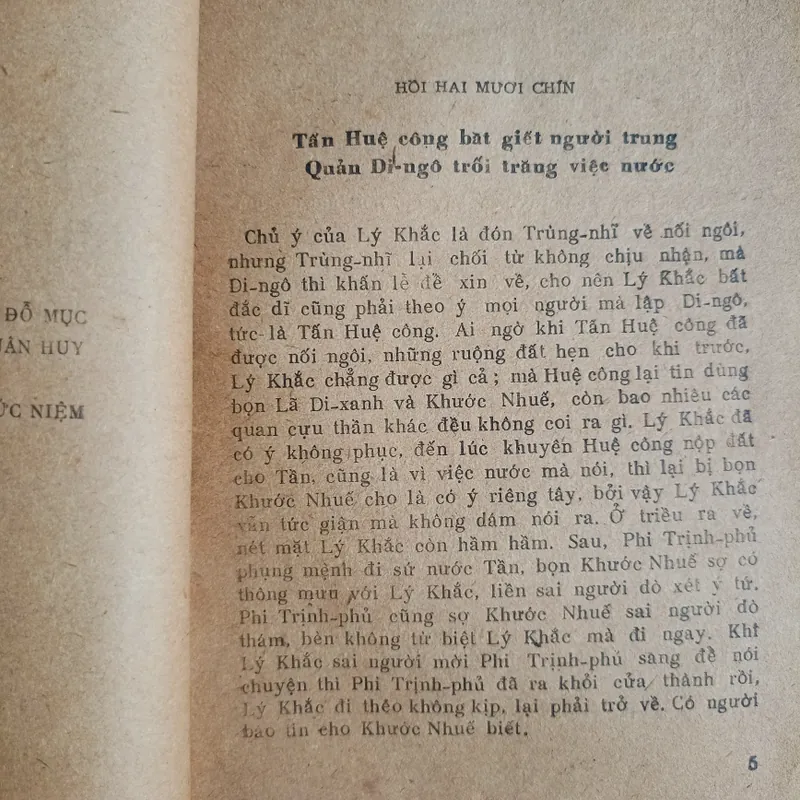 ĐỖ MỤC
UÂN HUY
ỨC NIỆM
HỒI HAI MƯƠI CHÍN
Tấn Huệ công bắt giết người trung
Quản Di-ngô trối trăng việc nước
Chủ ý của Lý Khắc là đón Trùng-nhĩ về nối ngôi,
nhưng Trùng-nhĩ lại chối từ không chịu nhận, mà
Di-ngô thì khẩn lề đề xin về, cho nên Lý Khắc bất
đắc dĩ cũng phải theo ý mọi người mà lập Di-ngô,
tức là Tấn Huệ công. Ai ngờ khi Tấn Huệ công đã
được nối ngôi, những ruộng đất hẹn cho khi trước,
Lý Khắc chẳng được gì cả ; mà Huệ công lại tin dùng
bọn Lã Di-xanh và Khước Nhuế, còn bao nhiêu các
quan cựu thần khác đều không coi ra gì. Lý Khắc đã
có ý không phục, đến lúc khuyên Huệ công nộp đất
cho Tần, cũng là vì việc nước mà nói, thì lại bị bọn
Khước Nhuế cho là có ý riêng tây, bởi vậy Lý Khắc
vẫn tức giận mà không dám nói ra. Ở triều ra về,
nét mặt Lý Khắc còn hầm hầm. Sau, Phi Trịnh-phủ
phụng mệnh đi sứ nước Tần, bọn Khước Nhuế sợ có
thông mưu với Lý Khắc, liền sai người dò xét ý tứ.
Phi Trịnh-phủ cũng sợ Khước Nhuế sai người dò
thám, bèn không từ biệt Lý Khắc mà đi ngay. Khi
Lý Khắc sai người mời Phi Trịnh-phủ sang để nói
chuyện thì Phi Trịnh-phủ đã ra khỏi cửa thành rồi,
Lý Khắc đi theo không kịp, lại phải trở về. Có người
báo tin cho Khước Nhuế biết.
5